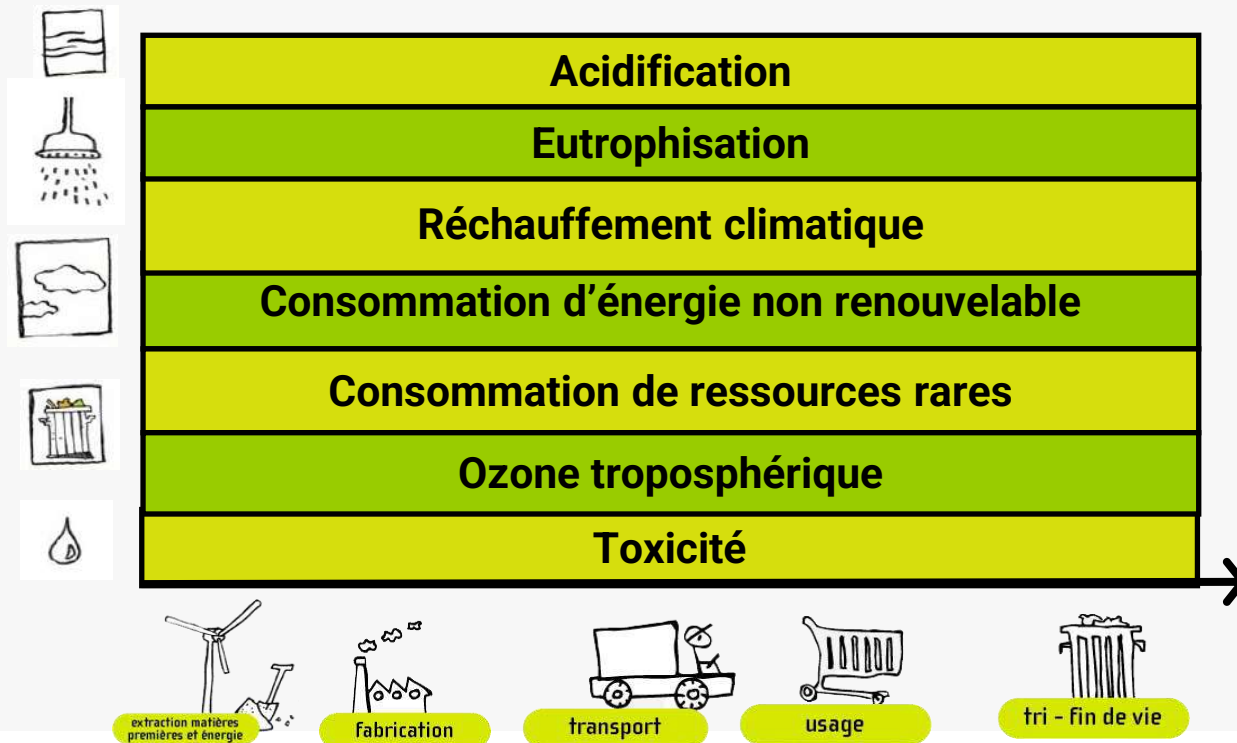 Acidification
Eutrophisation
Réchauffement climatique
Consommation d’énergie non renouvelable
Consommation de ressources rares
Ozone troposphérique
Toxicité
extraction matières
premières et énergie
fabrication
transport
usage
tri - fin de vie